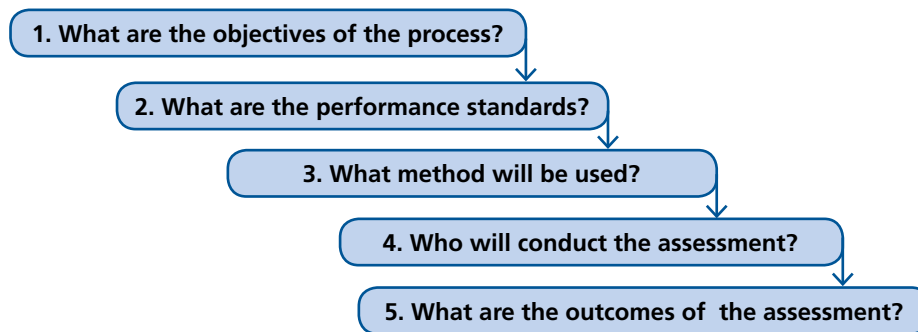 1. What are the objectives of the process?
2. What are the performance standards?
3. What method will be used?
4. Who will conduct the assessment?
5. What are the outcomes of the assessment?